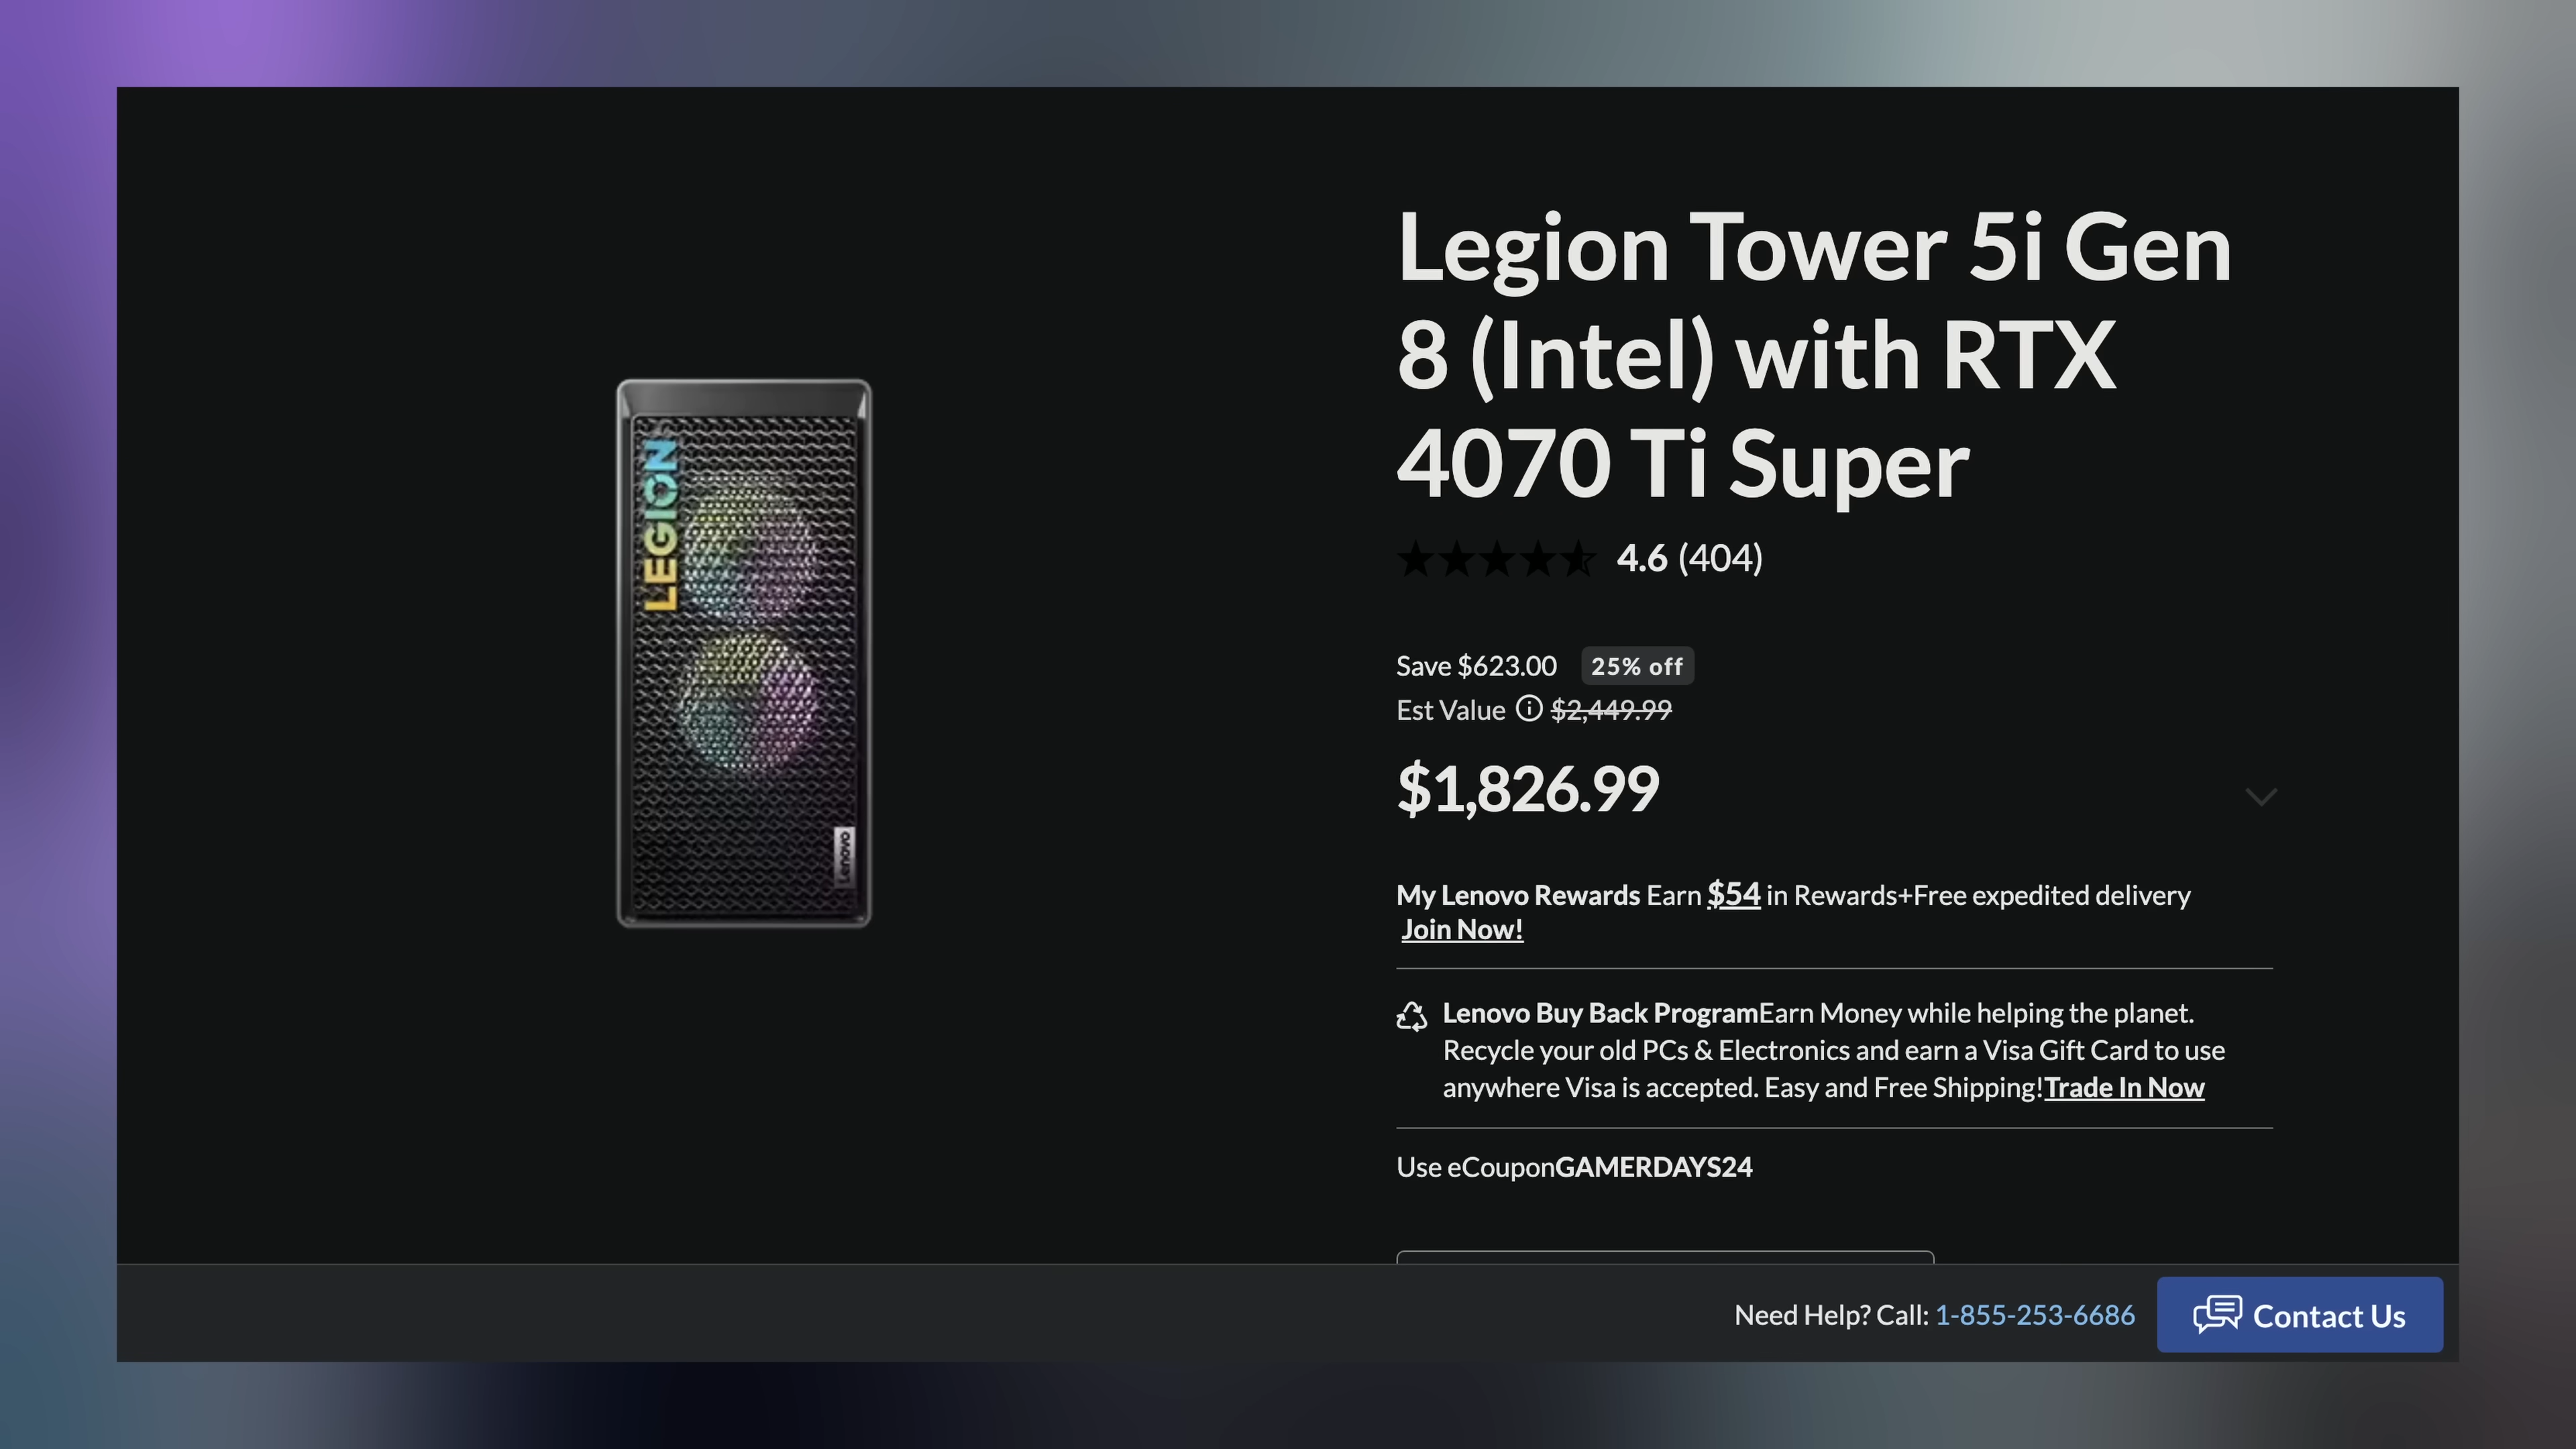 LEGION
Lenovo
Legion Tower 5i Gen
8 (Intel) with RTX
4070 Ti Super
4.6 (404)
Save $623.00 25% off
Est Value $2,449.99
$1,826.99
My Lenovo Rewards Earn $54 in Rewards+Free expedited delivery
Join Now!
Lenovo Buy Back ProgramEarn Money while helping the planet.
Recycle your old PCs & Electronics and earn a Visa Gift Card to use
anywhere Visa is accepted. Easy and Free Shipping!Trade In Now
Use eCouponGAMERDAYS24
Need Help? Call: 1-855-253-6686
Contact Us